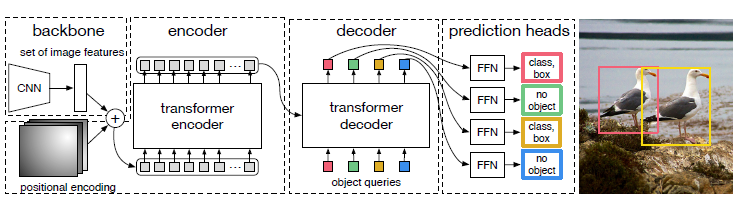 backbone
set of image features
CNN
+
positional encoding
encoder
...
transformer
encoder
...
decoder
transformer
decoder
object queries
prediction heads
FFN
class,
box
FFN
no
object
FFN
class,
box
FFN
no
object